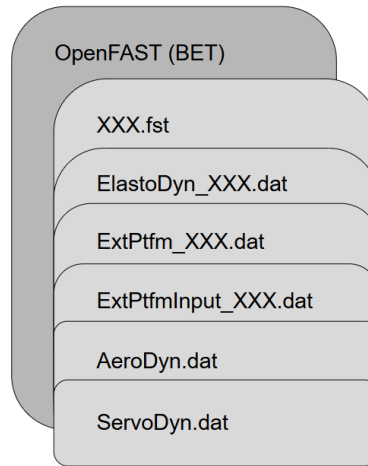 OpenFAST (BET)
XXX.fst
ElastoDyn_XXX.dat
ExtPtfm_XXX.dat
ExtPtfmInput_XXX.dat
AeroDyn.dat
ServoDyn.dat